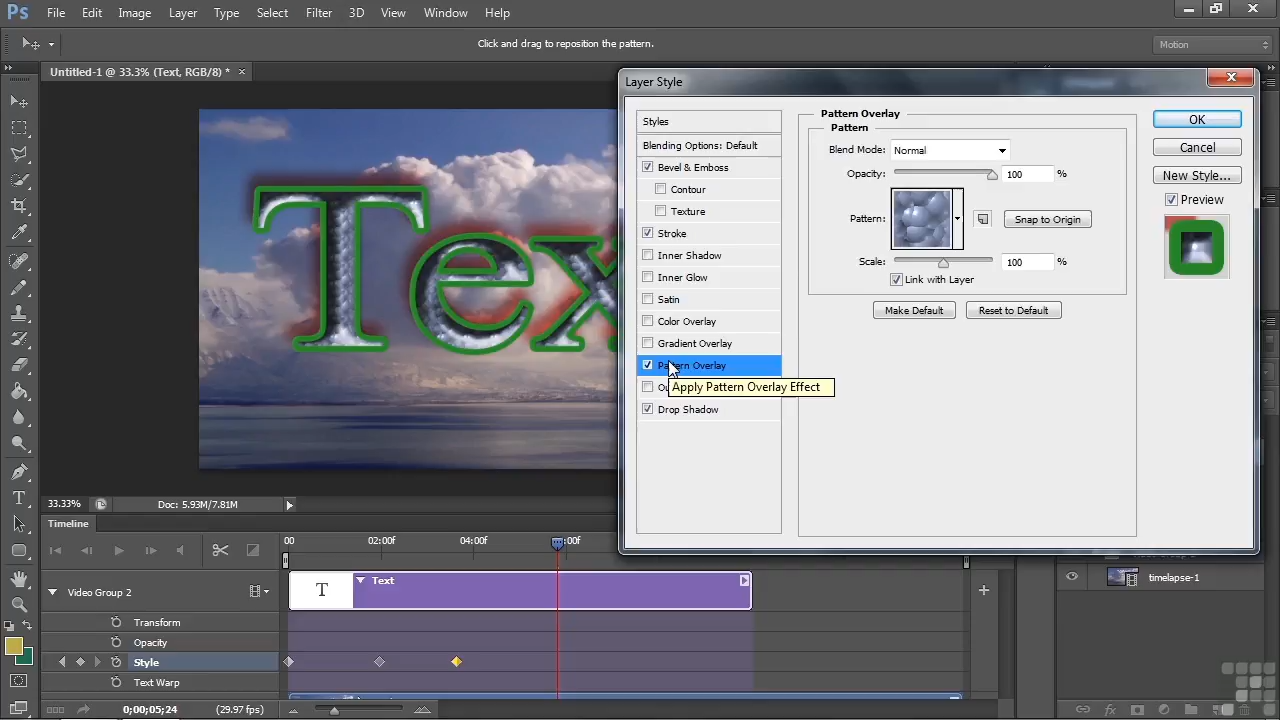 Ps File Edit Image Layer Type Select Filter 3D View Window Help
Click and drag to reposition the pattern.
Motion
Untitled-1 @ 33.3% (Text, RGB/8) * ×
Tex
Layer Style
Styles
Blending Options: Default
Bevel & Emboss
Contour
Texture
Stroke
Inner Shadow
Inner Glow
Satin
Color Overlay
Gradient Overlay
Pattern Overlay
Apply Pattern Overlay Effect
Drop Shadow
Pattern Overlay
Pattern
Blend Mode: Normal
Opacity: 100 %
Pattern: Snap to Origin
Scale: 100 %
Link with Layer
Make Default Reset to Default
OK
Cancel
New Style...
Preview
33.33% Doc: 5.93M/7.81M
Timeline
00 02:00f 04:00f :00f
T Text
Video Group 2
Transform
Opacity
Style
Text Warp
0;00;05;24 (29.97 fps)
timelapse-1
fx